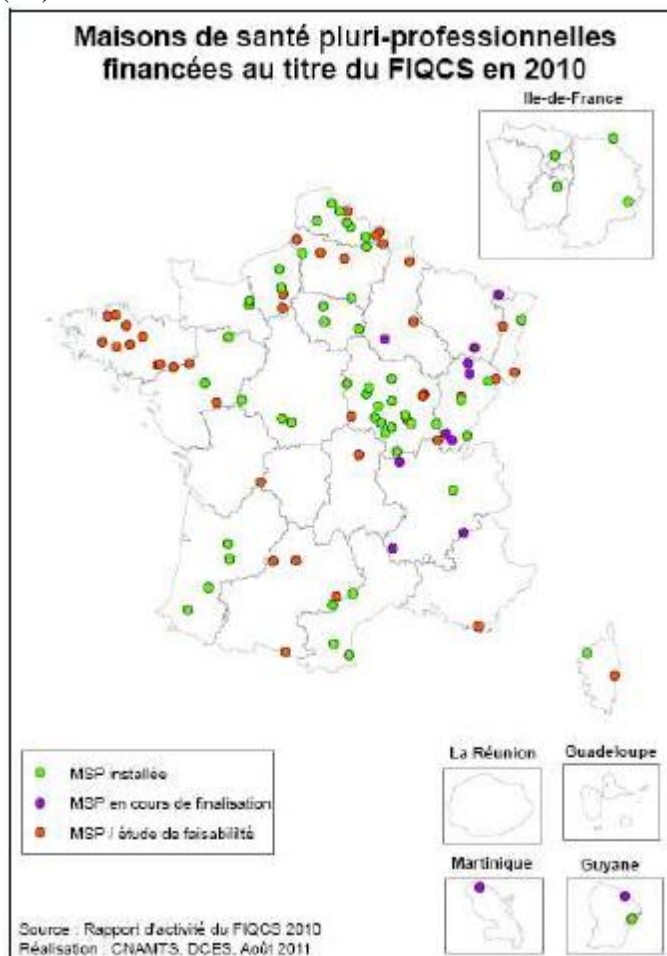 Maisons de santé pluri-professionnelles
financées au titre du FIQCS en 2010
Ile-de-France
MSP installée
MSP en cours de finalisation
MSP / étude de faisabilité
La Réunion
Guadeloupe
Martinique
Guyane
Source : Rapport d'activité du FIQCS 2010
Réalisation : CNAMTS, DCES, Août 2011